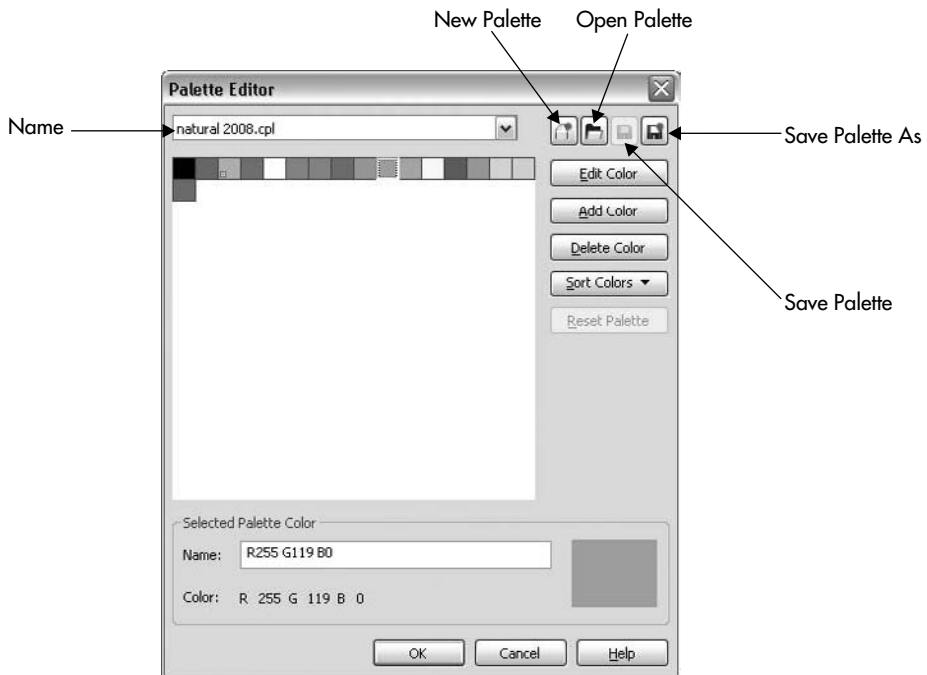 New Palette
Open Palette
Palette Editor
Name
natural 2008.cpl
Save Palette As
Edit Color
Add Color
Delete Color
Sort Colors
Save Palette
Reset Palette
Selected Palette Color
Name: R255 G119 B0
Color: R 255 G 119 B 0
OK
Cancel
Help